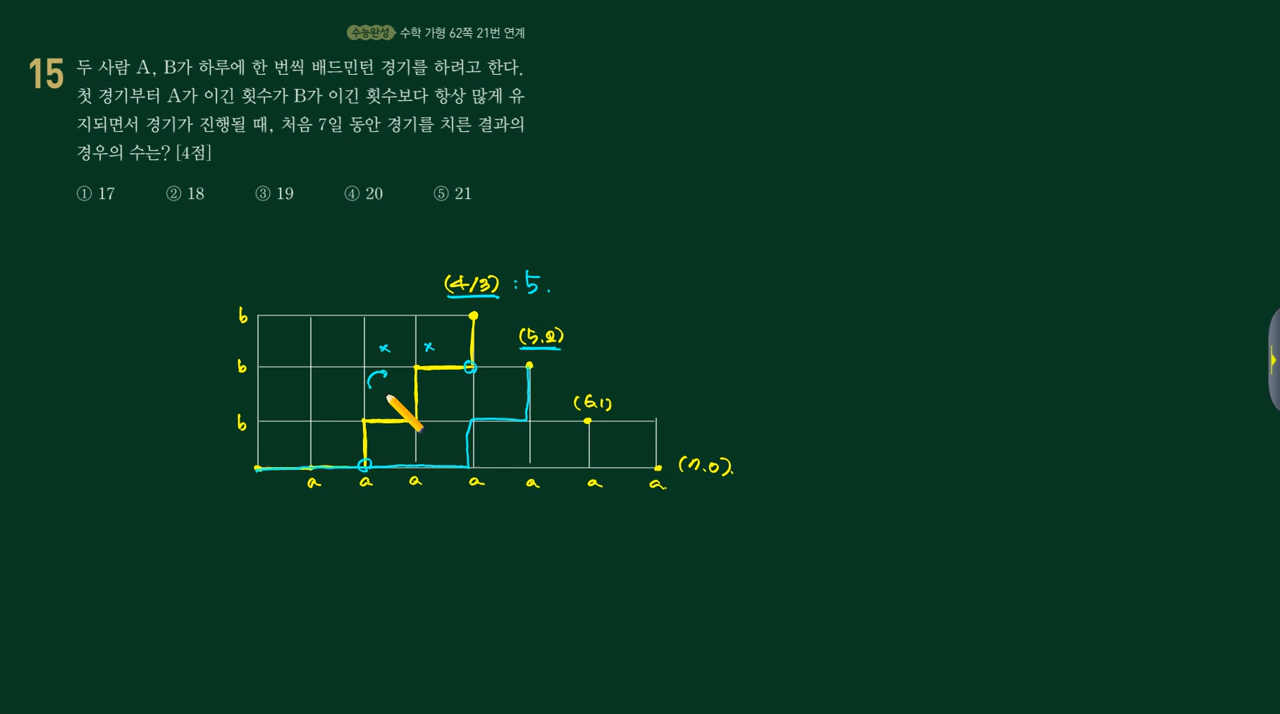 수능완성 수학 가형 62쪽 21번 연계
15 두 사람 A, B가 하루에 한 번씩 배드민턴 경기를 하려고 한다.
첫 경기부터 A가 이긴 횟수가 B가 이긴 횟수보다 항상 많게 유
지되면서 경기가 진행될 때, 처음 7일 동안 경기를 치른 결과의
경우의 수는? [4점]
① 17 ② 18 ③ 19 ④ 20 ⑤ 21
(4/3) : 5.
b
(5.2)
x x
b
(6.1)
b
(7.0).
a a a a a a a.